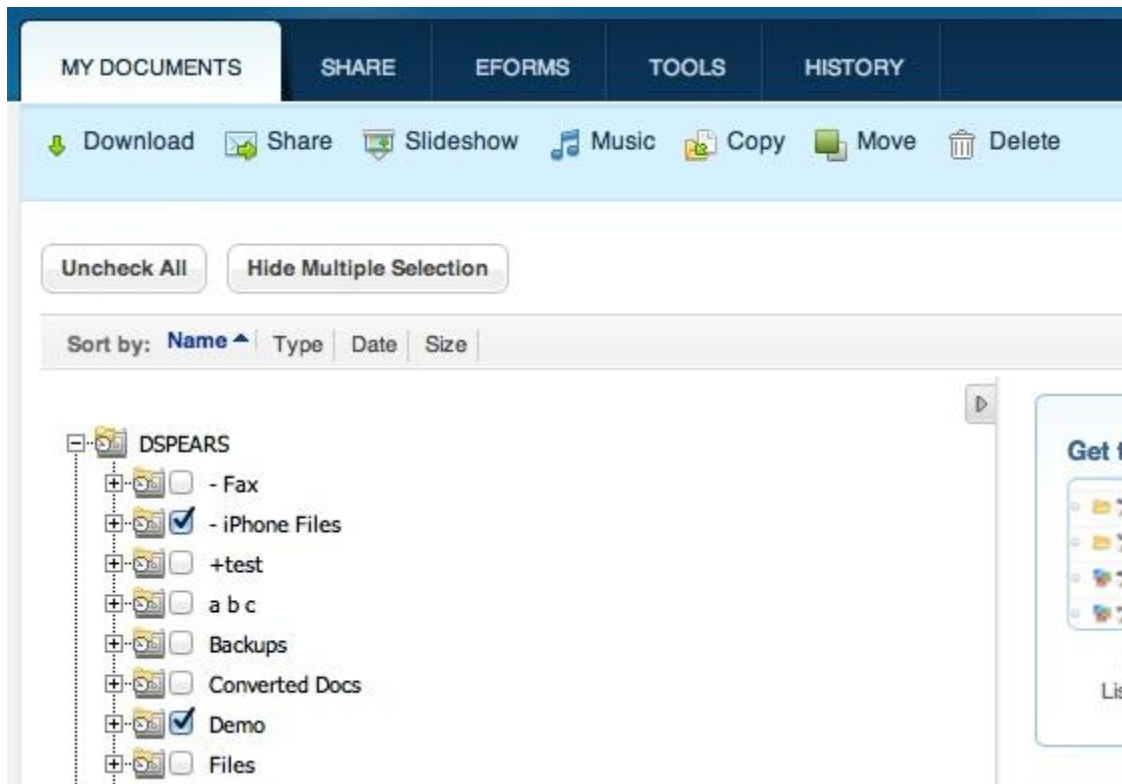 MY DOCUMENTS SHARE EFORMS TOOLS HISTORY
Download Share Slideshow Music Copy Move Delete
Uncheck All Hide Multiple Selection
Sort by: Name Type Date Size
DSPEARS
- Fax
- iPhone Files
+test
a b c
Backups
Converted Docs
Demo
Files
Get